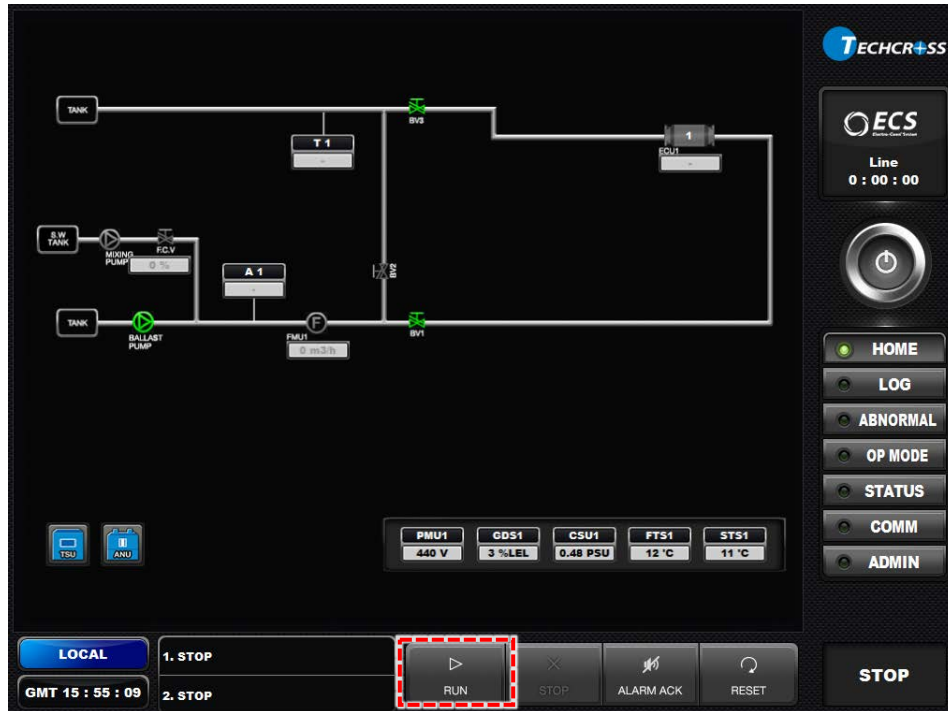 TECHCROSS
TANK
BV3
T 1
-
1
ECU1
-
ECS
Electro-Cleen™ System
Line
0 : 00 : 00
S.W
TANK
MIXING
PUMP
F.C.V
0 %
A 1
-
BV2
TANK
BALLAST
PUMP
F
FMU1
0 m3/h
BV1
HOME
LOG
ABNORMAL
OP MODE
STATUS
COMM
ADMIN
TSU
ANU
PMU1 GDS1 CSU1 FTS1 STS1
440 V 3 %LEL 0.48 PSU 12 'C 11 'C
LOCAL
1. STOP
GMT 15 : 55 : 09
2. STOP
RUN
STOP
ALARM ACK
RESET
STOP